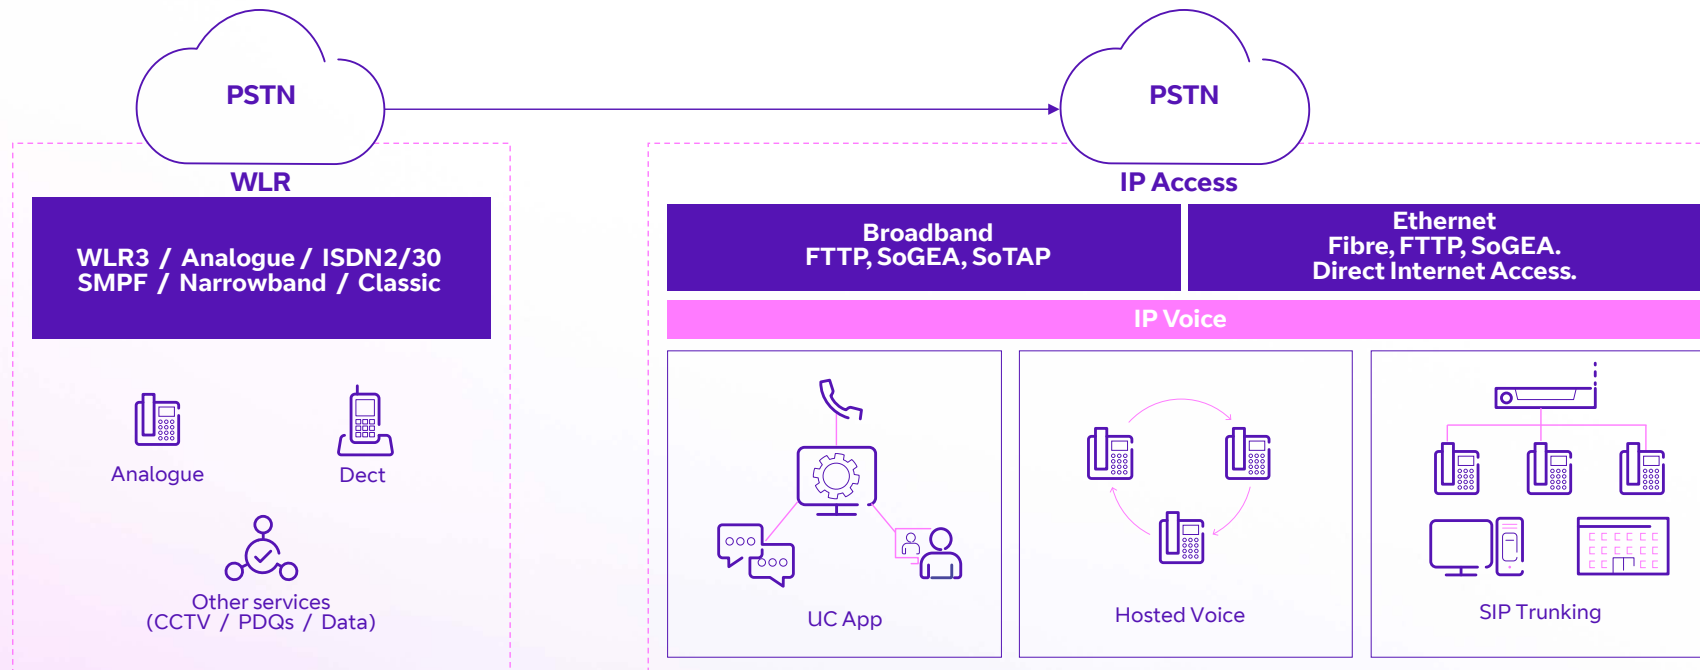 PSTN
PSTN
WLR
WLR3 / Analogue / ISDN2/30
SMPF / Narrowband / Classic
Analogue
Dect
Other services
(CCTV / PDQs / Data)
IP Access
Broadband
FTTP, SoGEA, SoTAP
Ethernet
Fibre, FTTP, SoGEA.
Direct Internet Access.
IP Voice
UC App
Hosted Voice
SIP Trunking